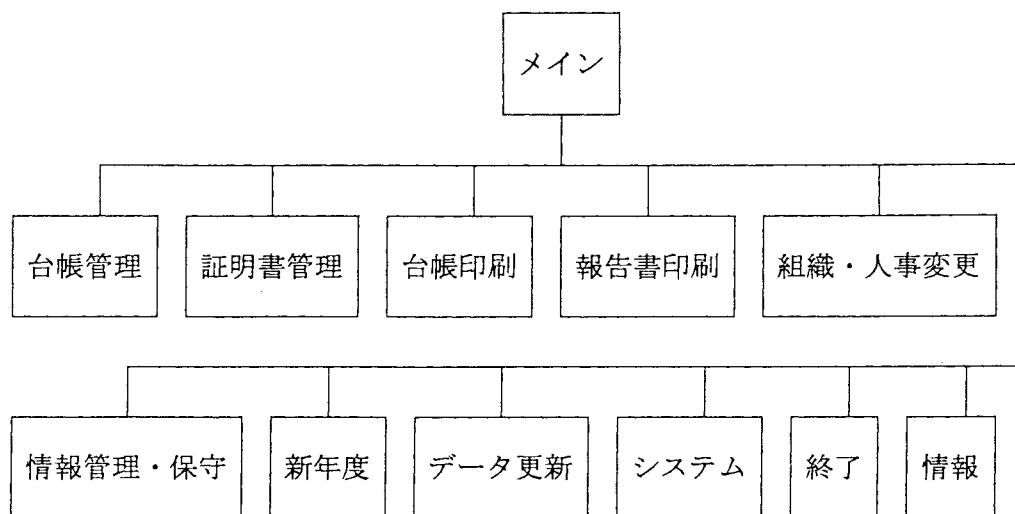 メイン
台帳管理 証明書管理 台帳印刷 報告書印刷 組織・人事変更
情報管理・保守 新年度 データ更新 システム 終了 情報